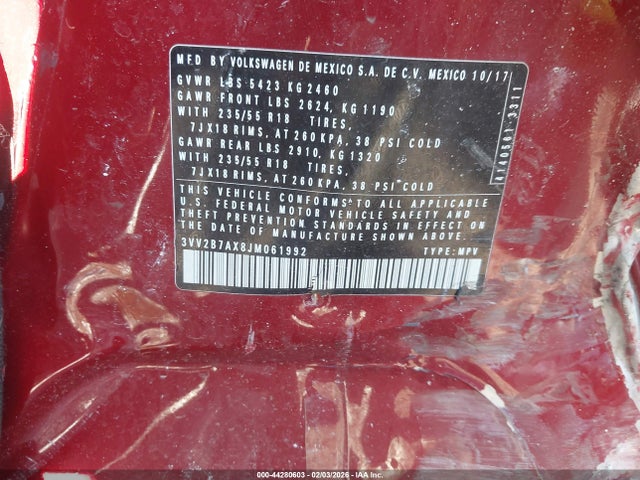 MFD BY VOLKSWAGEN DE MEXICO S.A. DE C.V. MEXICO 10/17
GVWR LBS 5423 KG 2460
GAWR FRONT LBS 2624, KG 1190
WITH 235/55 R18 TIRES,
7JX18 RIMS, AT 260 KPA, 38 PSI COLD
GAWR REAR LBS 2910, KG 1320
WITH 235/55 R18 TIRES,
7JX18 RIMS, AT 260 KPA, 38 PSI COLD
THIS VEHICLE CONFORMS TO ALL APPLICABLE
U.S. FEDERAL MOTOR VEHICLE SAFETY AND
THEFT PREVENTION STANDARDS IN EFFECT ON
THE DATE OF MANUFACTURE SHOWN ABOVE
3VV2B7AX8JM061992 TYPE: MPV
4140561 3311
000-44280603 - 02/03/2026 - IAAI Inc.